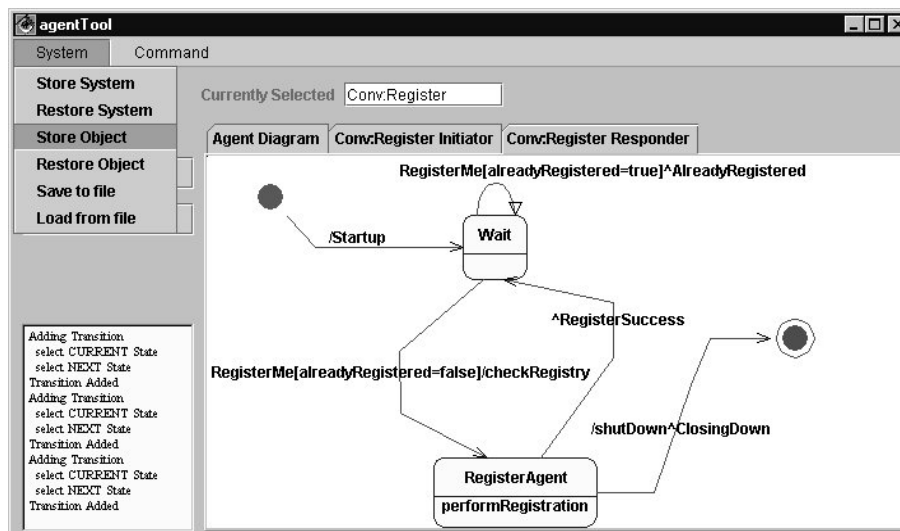 agentTool
System Command
Store System
Restore System
Store Object
Restore Object
Save to file
Load from file
Currently Selected Conv:Register
Agent Diagram Conv:Register Initiator Conv:Register Responder
RegisterMe[alreadyRegistered=true]^AlreadyRegistered
Wait
/Startup
^RegisterSuccess
RegisterMe[alreadyRegistered=false]/checkRegistry
/shutDown^ClosingDown
RegisterAgent
performRegistration
Adding Transition
select CURRENT State
select NEXT State
Transition Added
Adding Transition
select CURRENT State
select NEXT State
Transition Added
Adding Transition
select CURRENT State
select NEXT State
Transition Added